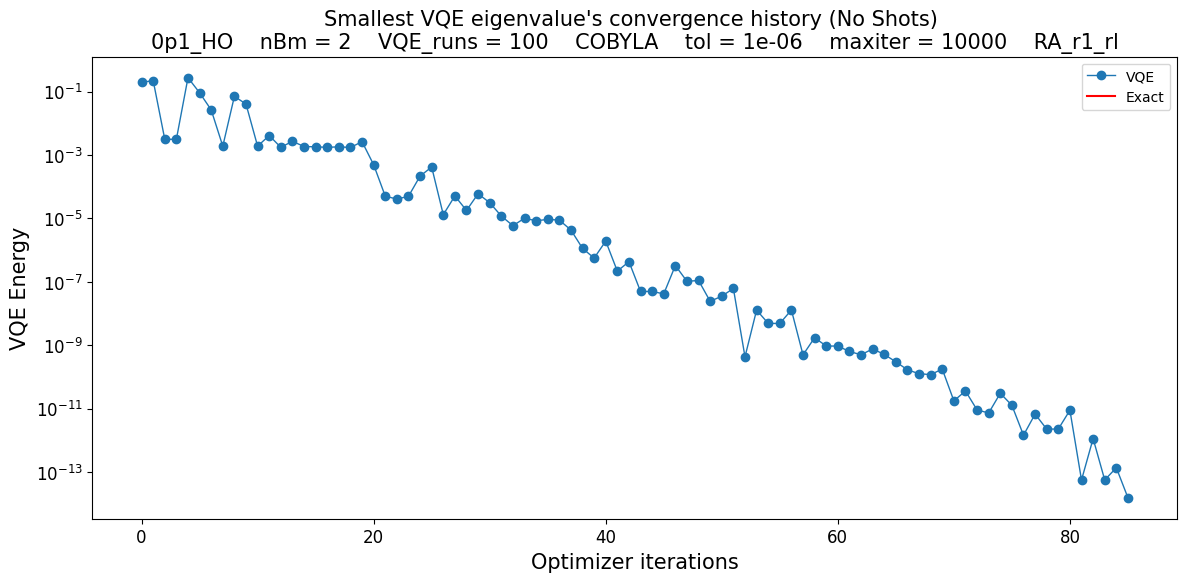 Smallest VQE eigenvalue's convergence history (No Shots)
0p1_HO nBm = 2 VQE_runs = 100 COBYLA tol = 1e-06 maxiter = 10000 RA_r1_rl
VQE
Exact
VQE Energy
10⁻¹
10⁻³
10⁻⁵
10⁻⁷
10⁻⁹
10⁻¹¹
10⁻¹³
0 20 40 60 80
Optimizer iterations